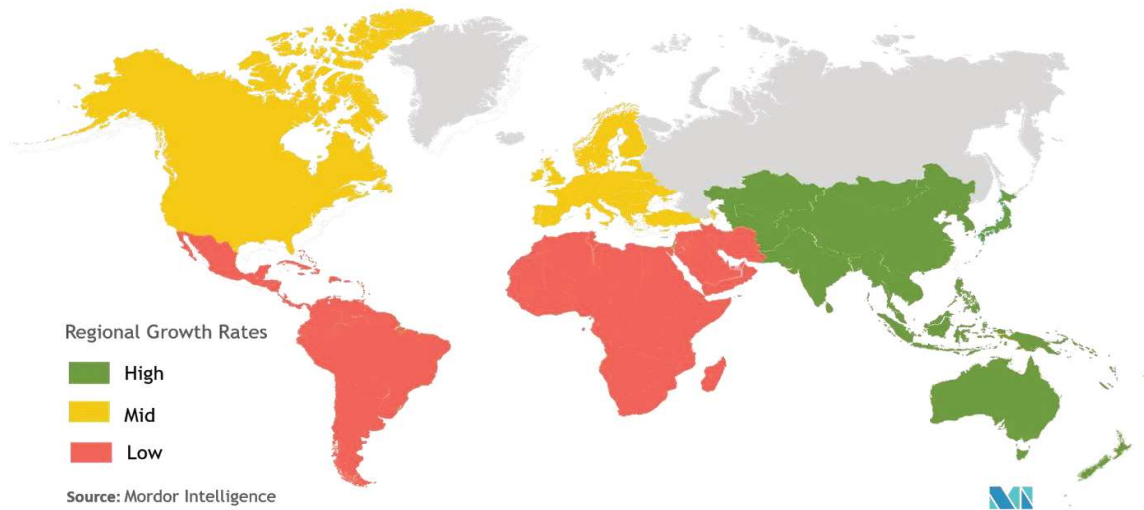 Regional Growth Rates
High
Mid
Low
Source: Mordor Intelligence